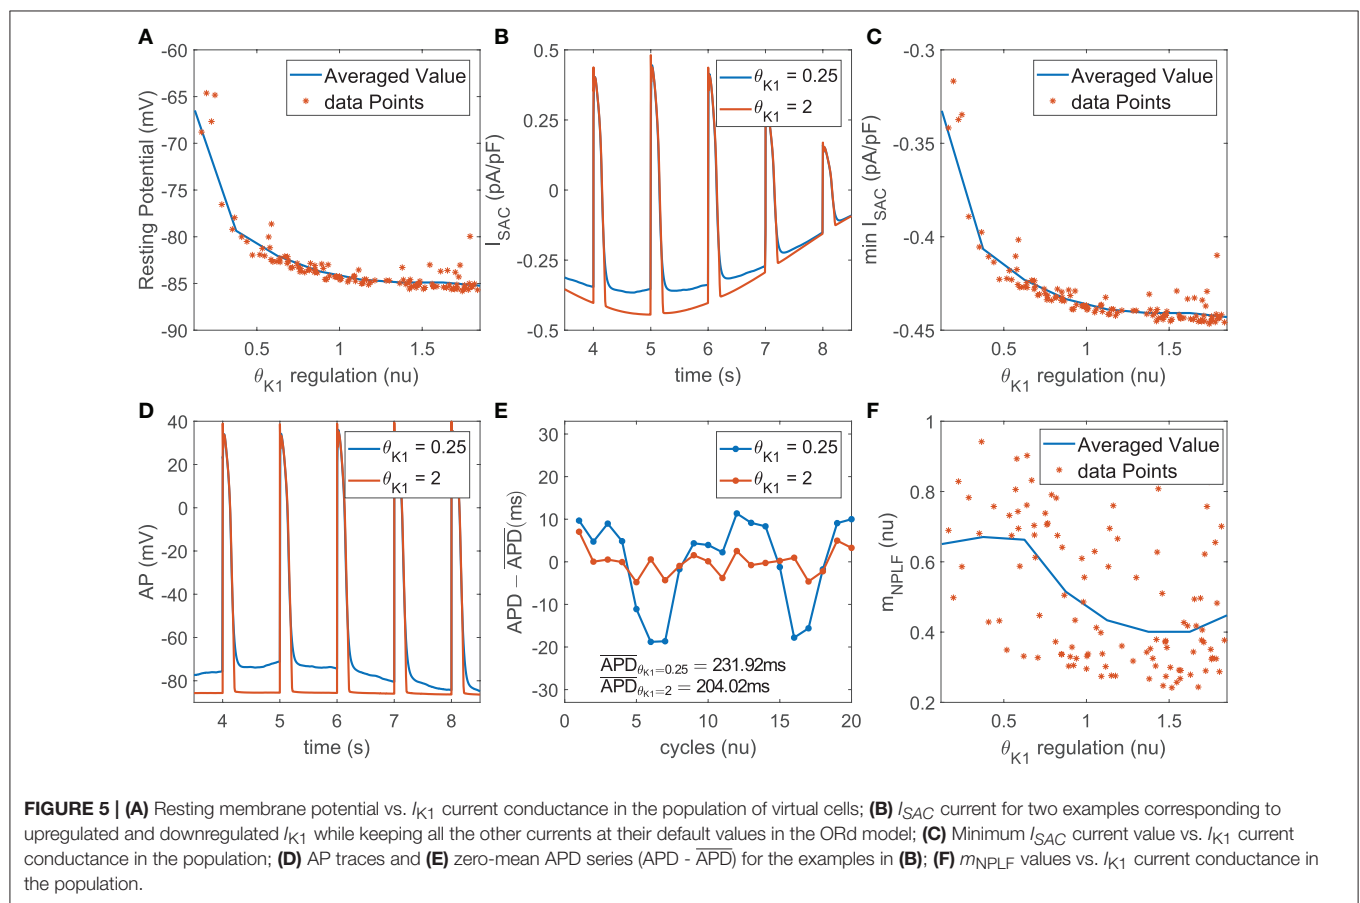 A
-60
-65
-70
-75
-80
-85
-90
Resting Potential (mV)
Averaged Value
data Points
0.5
1
1.5
θK1 regulation (nu)
B
0.5
0.25
0
-0.25
-0.5
ISAC (pA/pF)
θK1 = 0.25
θK1 = 2
4
5
6
7
8
time (s)
C
-0.3
-0.35
-0.4
-0.45
min ISAC (pA/pF)
Averaged Value
data Points
0.5
1
1.5
θK1 regulation (nu)
D
40
20
0
-20
-40
-60
-80
AP (mV)
θK1 = 0.25
θK1 = 2
4
5
6
7
8
time (s)
E
30
20
10
0
-10
-20
-30
APD – A̅P̅D̅(ms)
θK1 = 0.25
θK1 = 2
A̅P̅D̅θK1=0.25 = 231.92ms
A̅P̅D̅θK1=2 = 204.02ms
0
5
10
15
20
cycles (nu)
F
1
0.8
0.6
0.4
0.2
mNPLF (nu)
Averaged Value
data Points
0.5
1
1.5
θK1 regulation (nu)
FIGURE 5 | (A) Resting membrane potential vs. IK1 current conductance in the population of virtual cells; (B) ISAC current for two examples corresponding to
upregulated and downregulated IK1 while keeping all the other currents at their default values in the ORd model; (C) Minimum ISAC current value vs. IK1 current
conductance in the population; (D) AP traces and (E) zero-mean APD series (APD - A̅P̅D̅) for the examples in (B); (F) mNPLF values vs. IK1 current conductance in
the population.